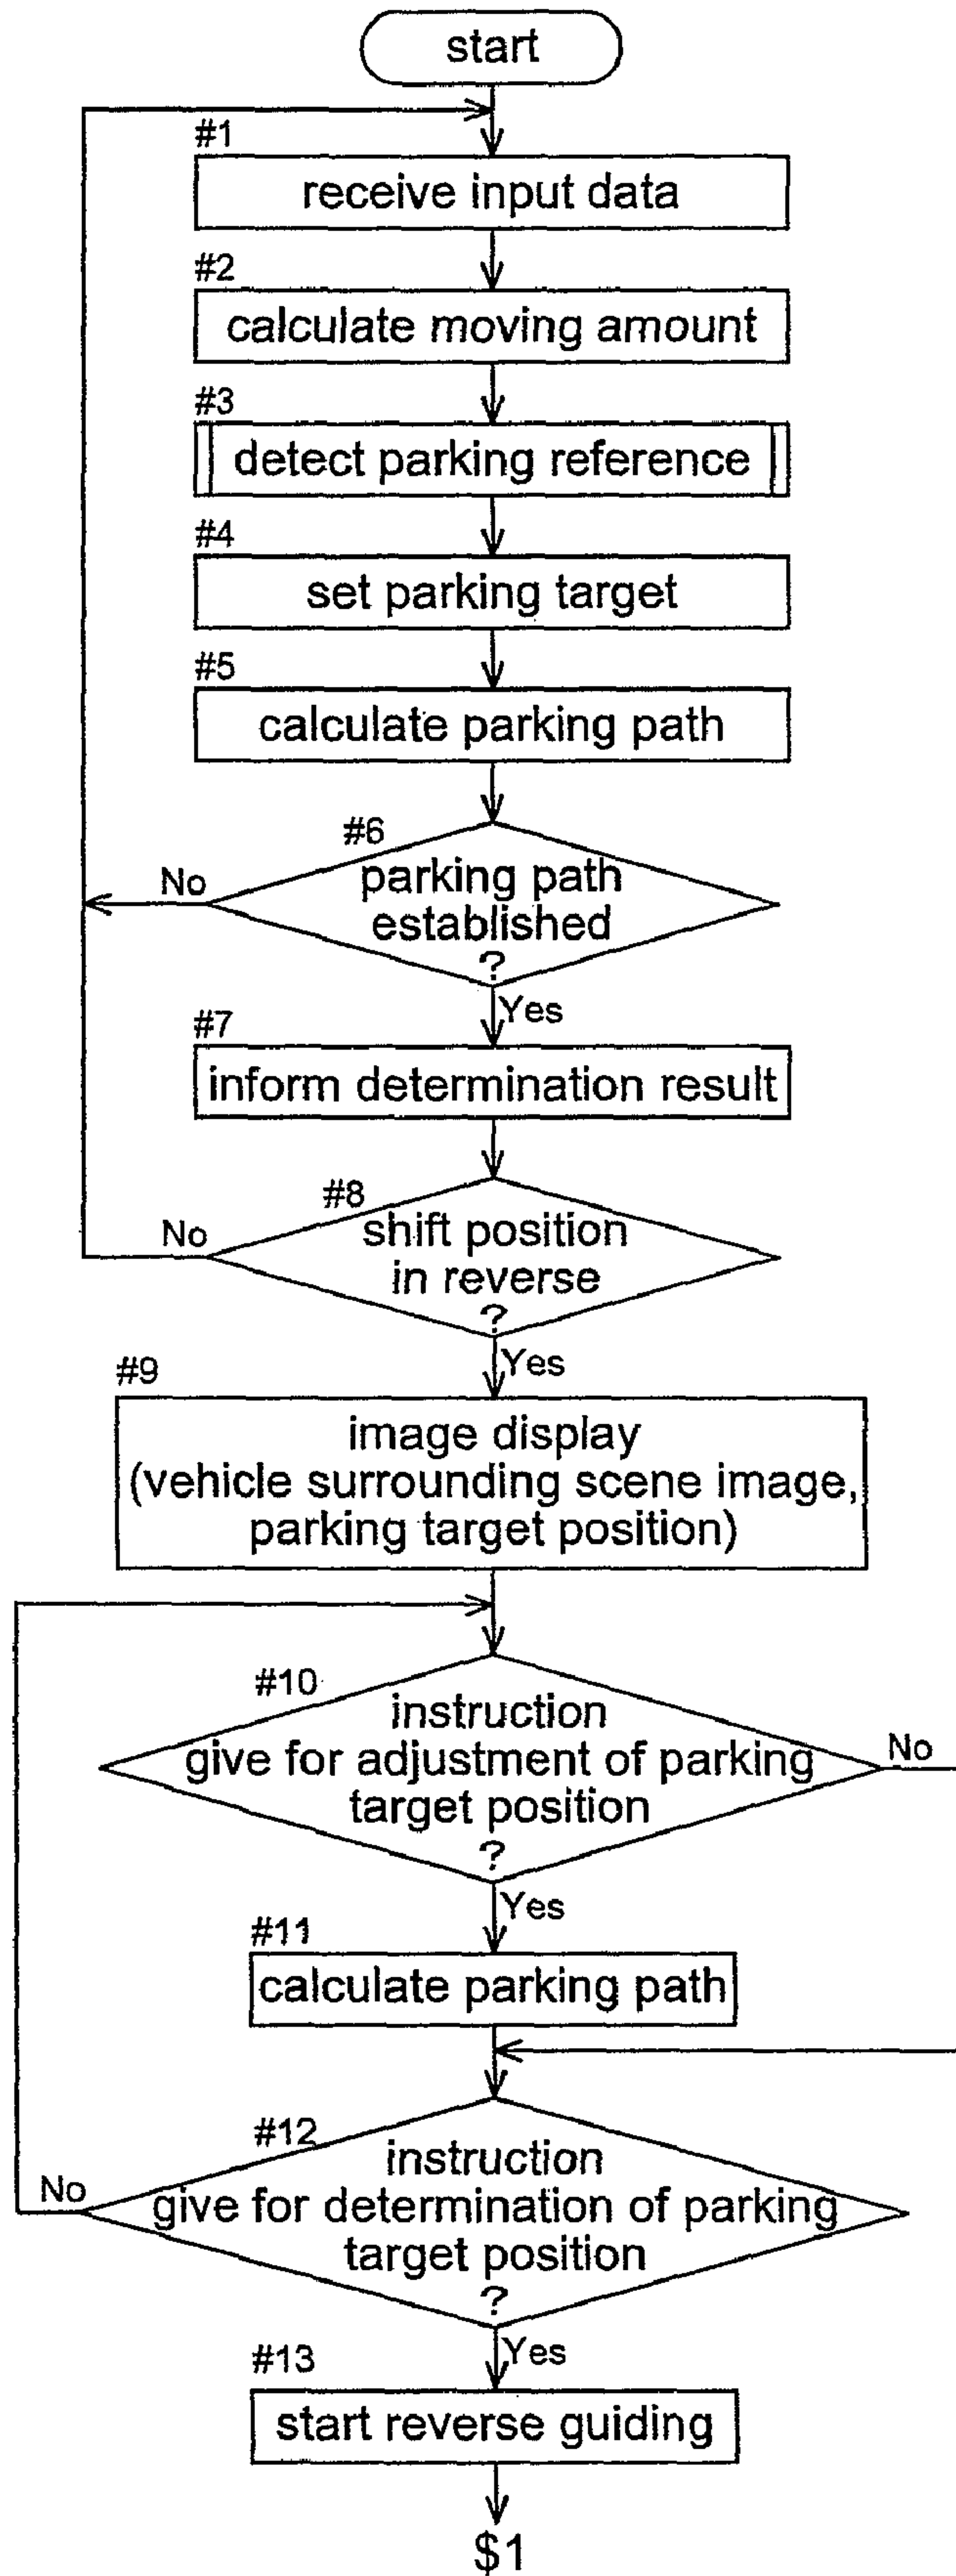 start
#1
receive input data
#2
calculate moving amount
#3
detect parking reference
#4
set parking target
#5
calculate parking path
#6
parking path
established
?
No
Yes
#7
inform determination result
#8
shift position
in reverse
?
No
Yes
#9
image display
(vehicle surrounding scene image,
parking target position)
#10
instruction
give for adjustment of parking
target position
?
No
Yes
#11
calculate parking path
#12
instruction
give for determination of parking
target position
?
No
Yes
#13
start reverse guiding
$1